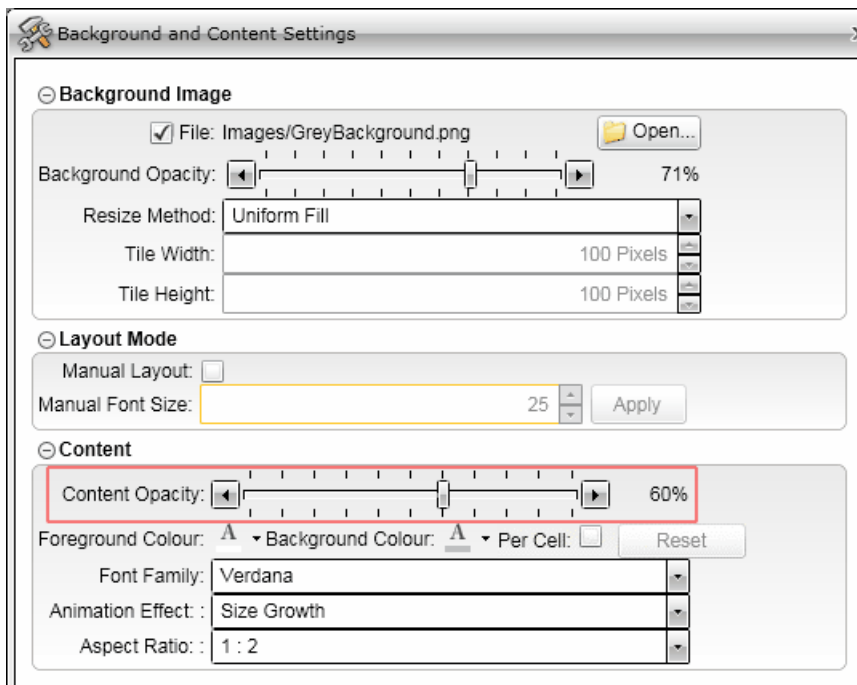 Background and Content Settings
Background Image
File: Images/GreyBackground.png Open...
Background Opacity: 71%
Resize Method: Uniform Fill
Tile Width: 100 Pixels
Tile Height: 100 Pixels
Layout Mode
Manual Layout:
Manual Font Size: 25 Apply
Content
Content Opacity: 60%
Foreground Colour: A Background Colour: A Per Cell: Reset
Font Family: Verdana
Animation Effect: : Size Growth
Aspect Ratio: : 1 : 2